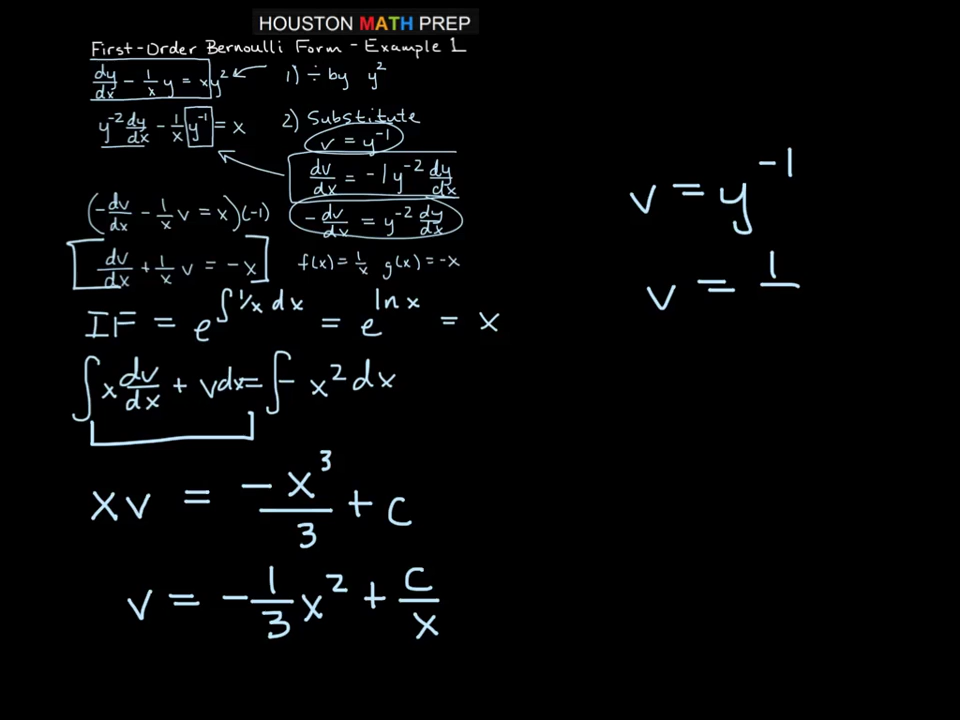 HOUSTON MATH PREP
First-Order Bernoulli Form - Example 1
dy/dx - 1/x y = xy² 1) ÷ by y²
y⁻² dy/dx - 1/x y⁻¹ = x 2) Substitute
v = y⁻¹
dv/dx = -1y⁻² dy/dx
(-dv/dx - 1/x v = x)(-1) -dv/dx = y⁻² dy/dx
dv/dx + 1/x v = -x f(x) = 1/x g(x) = -x
IF = e^∫1/x dx = e^ln x = x
∫x dv/dx + v dx = ∫- x² dx
xv = -x³/3 + c
v = -1/3 x² + c/x
v = y⁻¹
v = 1/